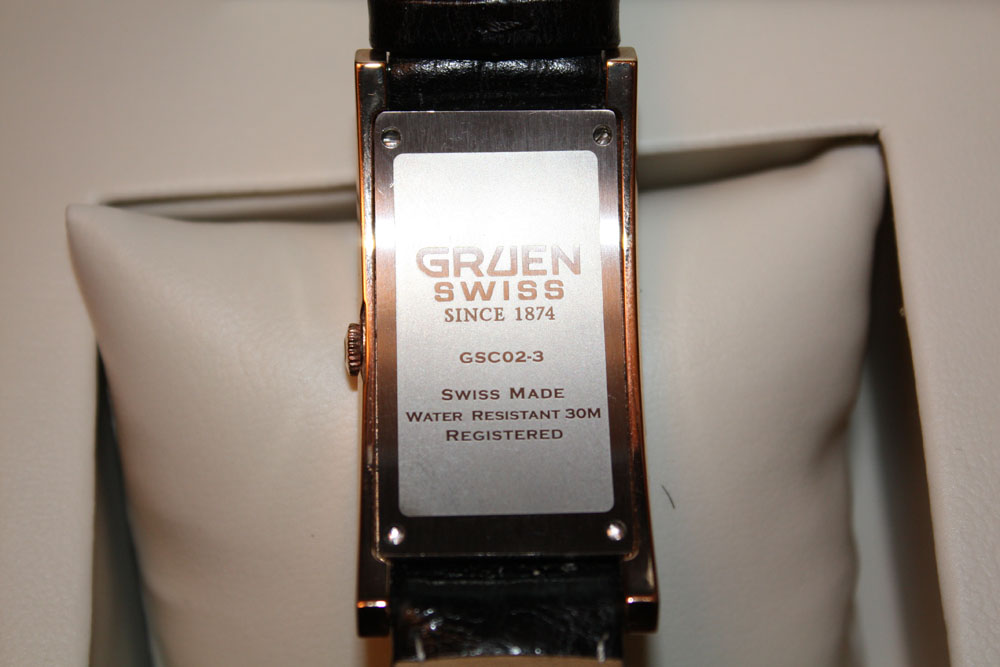 GRUEN
SWISS
SINCE 1874
GSC02-3
SWISS MADE
WATER RESISTANT 30M
REGISTERED